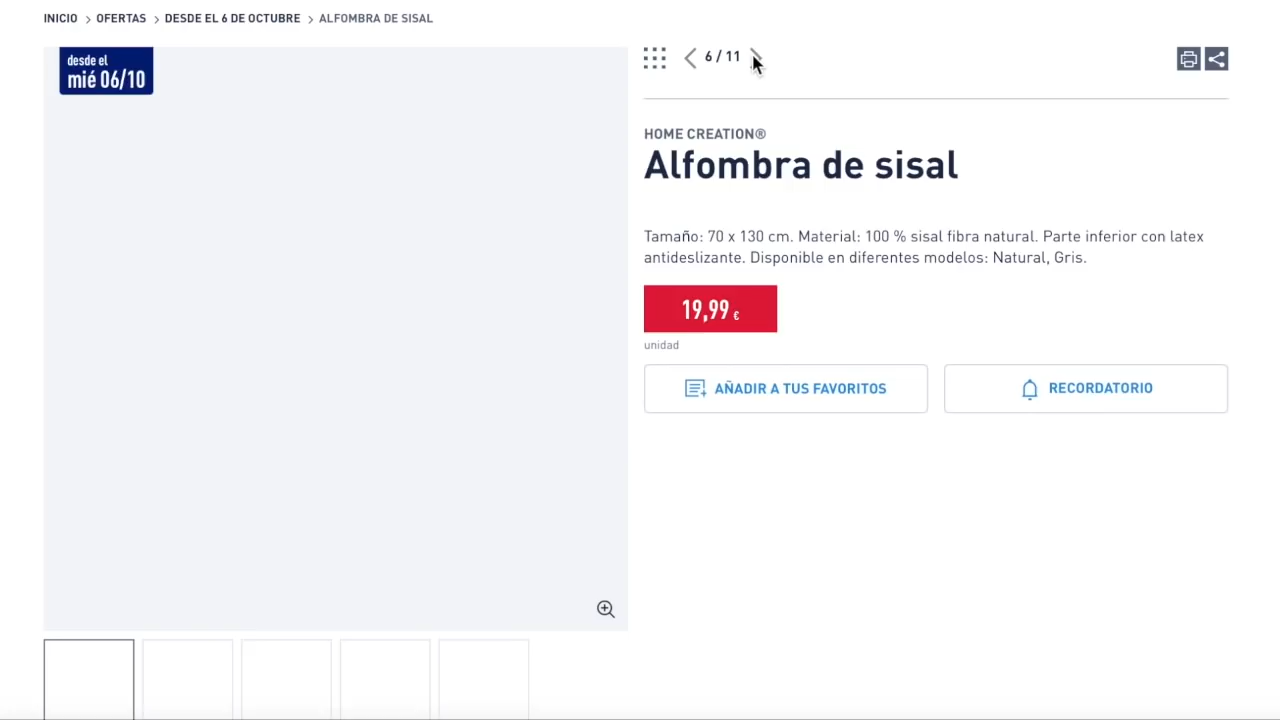 INICIO > OFERTAS > DESDE EL 6 DE OCTUBRE > ALFOMBRA DE SISAL
desde el
mié 06/10
6 / 11
HOME CREATION®
Alfombra de sisal
Tamaño: 70 x 130 cm. Material: 100 % sisal fibra natural. Parte inferior con latex
antideslizante. Disponible en diferentes modelos: Natural, Gris.
19,99 €
unidad
AÑADIR A TUS FAVORITOS
RECORDATORIO